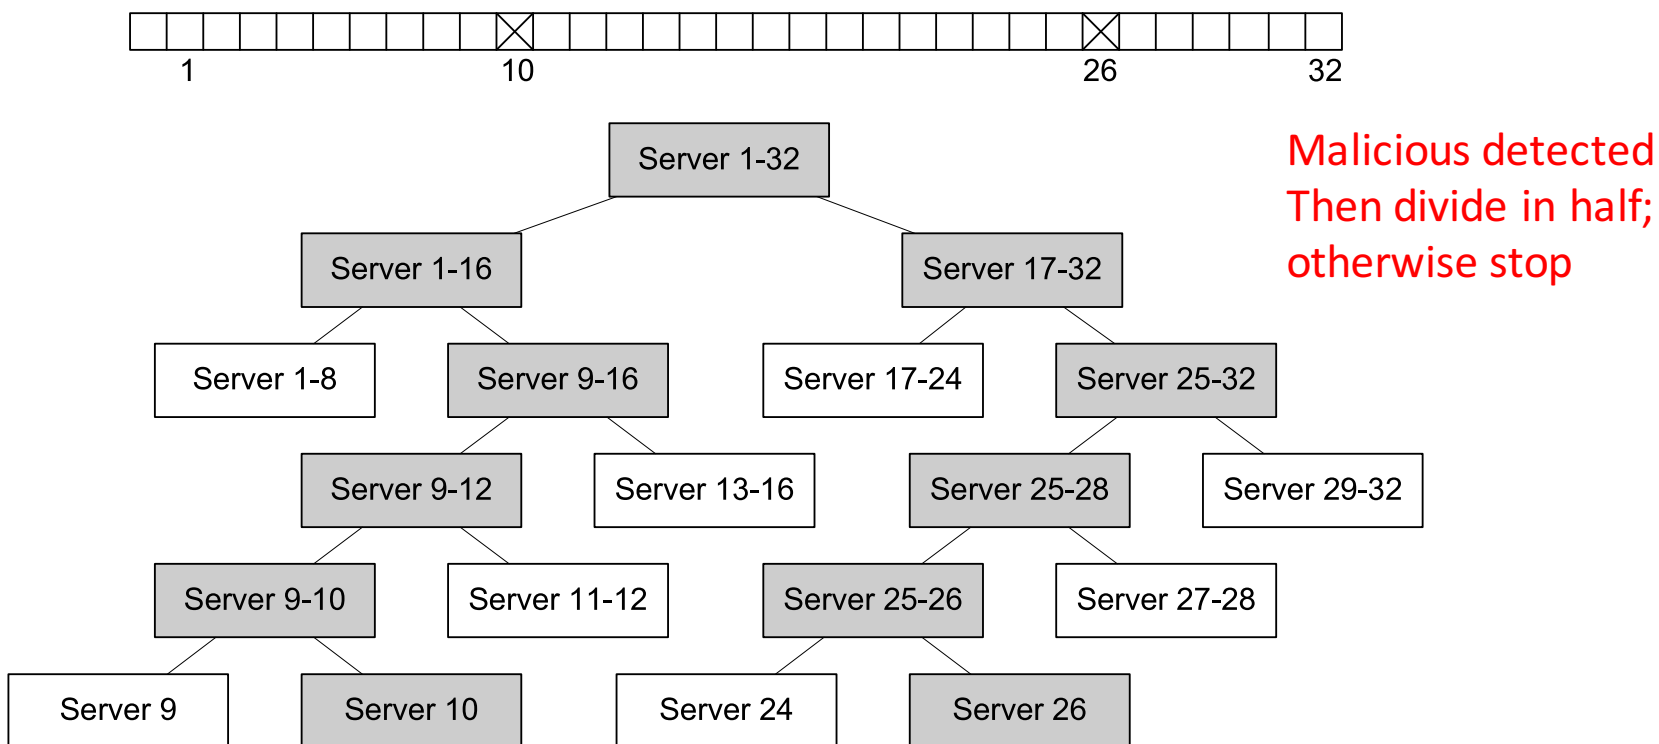 1 10 26 32
Server 1-32
Malicious detected
Then divide in half;
otherwise stop
Server 1-16 Server 17-32
Server 1-8 Server 9-16 Server 17-24 Server 25-32
Server 9-12 Server 13-16 Server 25-28 Server 29-32
Server 9-10 Server 11-12 Server 25-26 Server 27-28
Server 9 Server 10 Server 24 Server 26